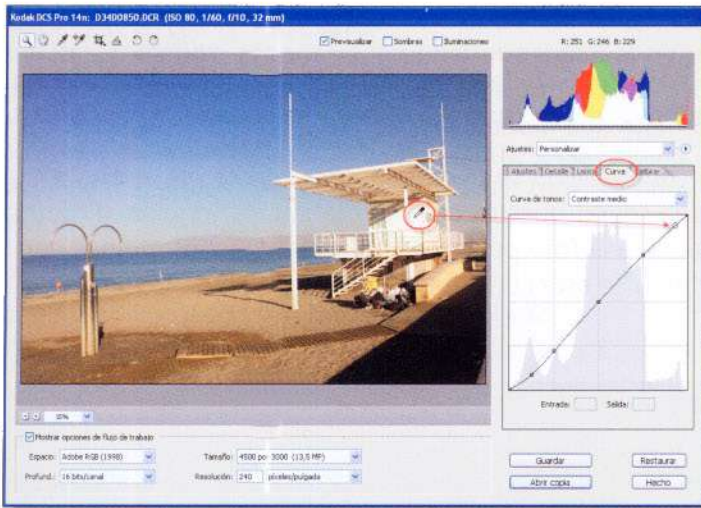 Kodak DCS Pro 14n: D34D0850.DCR (ISO 80, 1/60, f/10, 32 mm)
Previsualizar Sombras Iluminaciones R: 251 G: 246 B: 229
Ajustes: Personalizar
Ajustes Detalle Curva
Curva de tonos: Contraste medio
Entrada: Salida:
Mostrar opciones de flujo de trabajo
Espacio: Adobe RGB (1998) Tamaño: 4500 por 3000 (13,5 MP)
Profund.: 16 bits/canal Resolución: 240 píxeles/pulgada
Guardar Restaurar
Abrir copia Hecho